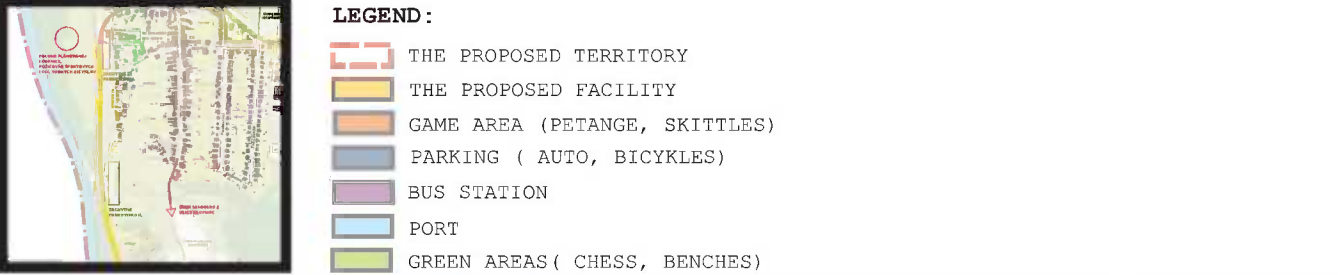 LEGEND:
THE PROPOSED TERRITORY
THE PROPOSED FACILITY
GAME AREA (PETANGE, SKITTLES)
PARKING ( AUTO, BICYKLES)
BUS STATION
PORT
GREEN AREAS( CHESS, BENCHES)